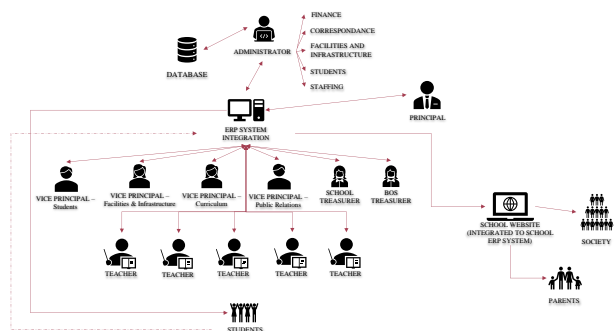 FINANCE
CORRESPONDANCE
FACILITIES AND
INFRASTRUCTURE
STUDENTS
STAFFING
ADMINISTRATOR
DATABASE
PRINCIPAL
ERP SYSTEM
INTEGRATION
VICE PRINCIPAL –
Students
VICE PRINCIPAL –
Facilities & Infrastructure
VICE PRINCIPAL –
Curriculum
VICE PRINCIPAL –
Public Relations
SCHOOL
TREASURER
BOS
TREASURER
SCHOOL WEBSITE
(INTEGRATED TO SCHOOL
ERP SYSTEM)
SOCIETY
TEACHER
TEACHER
TEACHER
TEACHER
TEACHER
PARENTS
STUDENTS